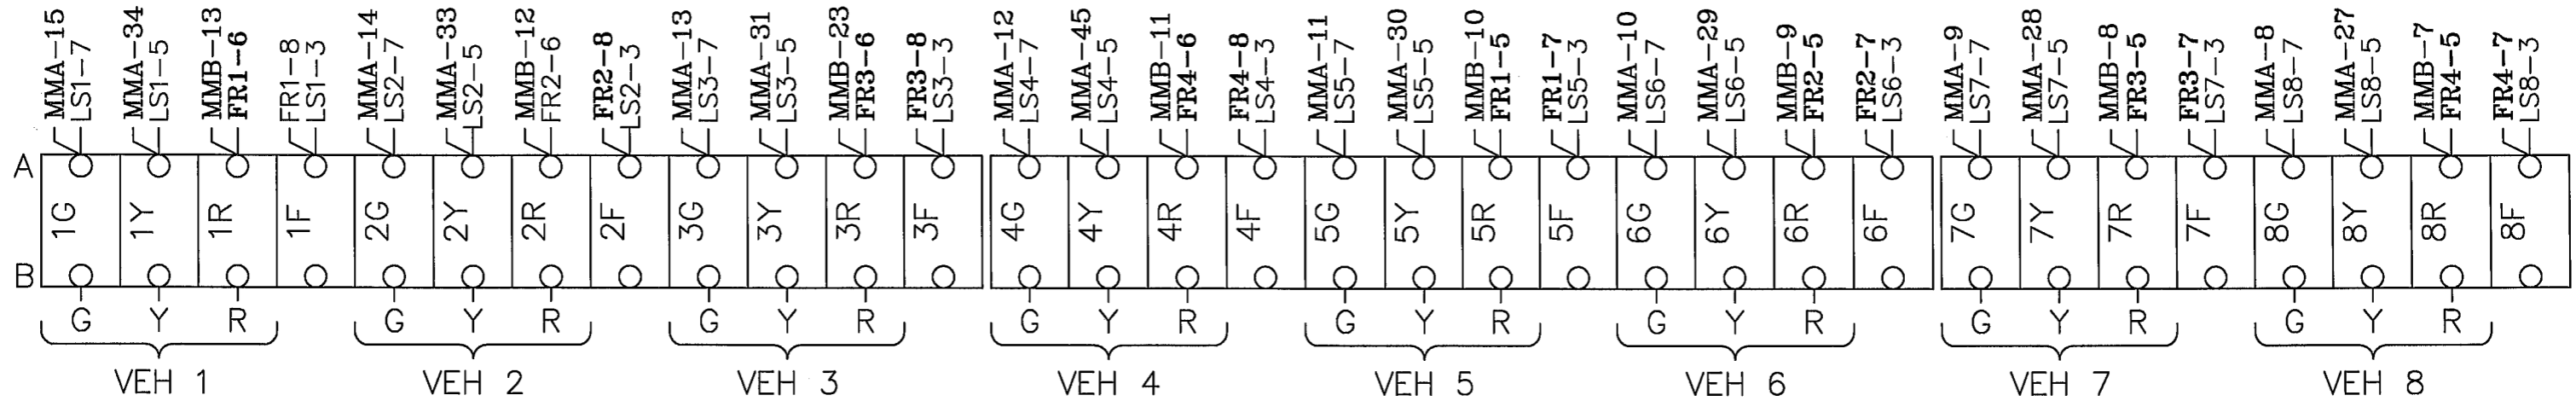 MMA-15
LS1-7
MMA-34
LS1-5
MMB-13
FR1-6
FR1-8
LS1-3
MMA-14
LS2-7
MMA-33
LS2-5
MMB-12
FR2-6
FR2-8
LS2-3
MMA-13
LS3-7
MMA-31
LS3-5
MMB-23
FR3-6
FR3-8
LS3-3
MMA-12
LS4-7
MMA-45
LS4-5
MMB-11
FR4-6
FR4-8
LS4-3
MMA-11
LS5-7
MMA-30
LS5-5
MMB-10
FR1-5
FR1-7
LS5-3
MMA-10
LS6-7
MMA-29
LS6-5
MMB-9
FR2-5
FR2-7
LS6-3
MMA-9
LS7-7
MMA-28
LS7-5
MMB-8
FR3-5
FR3-7
LS7-3
MMA-8
LS8-7
MMA-27
LS8-5
MMB-7
FR4-5
FR4-7
LS8-3
A
1G 1Y 1R 1F 2G 2Y 2R 2F 3G 3Y 3R 3F 4G 4Y 4R 4F 5G 5Y 5R 5F 6G 6Y 6R 6F 7G 7Y 7R 7F 8G 8Y 8R 8F
B
G Y R G Y R G Y R G Y R G Y R G Y R G Y R G Y R
VEH 1 VEH 2 VEH 3 VEH 4 VEH 5 VEH 6 VEH 7 VEH 8